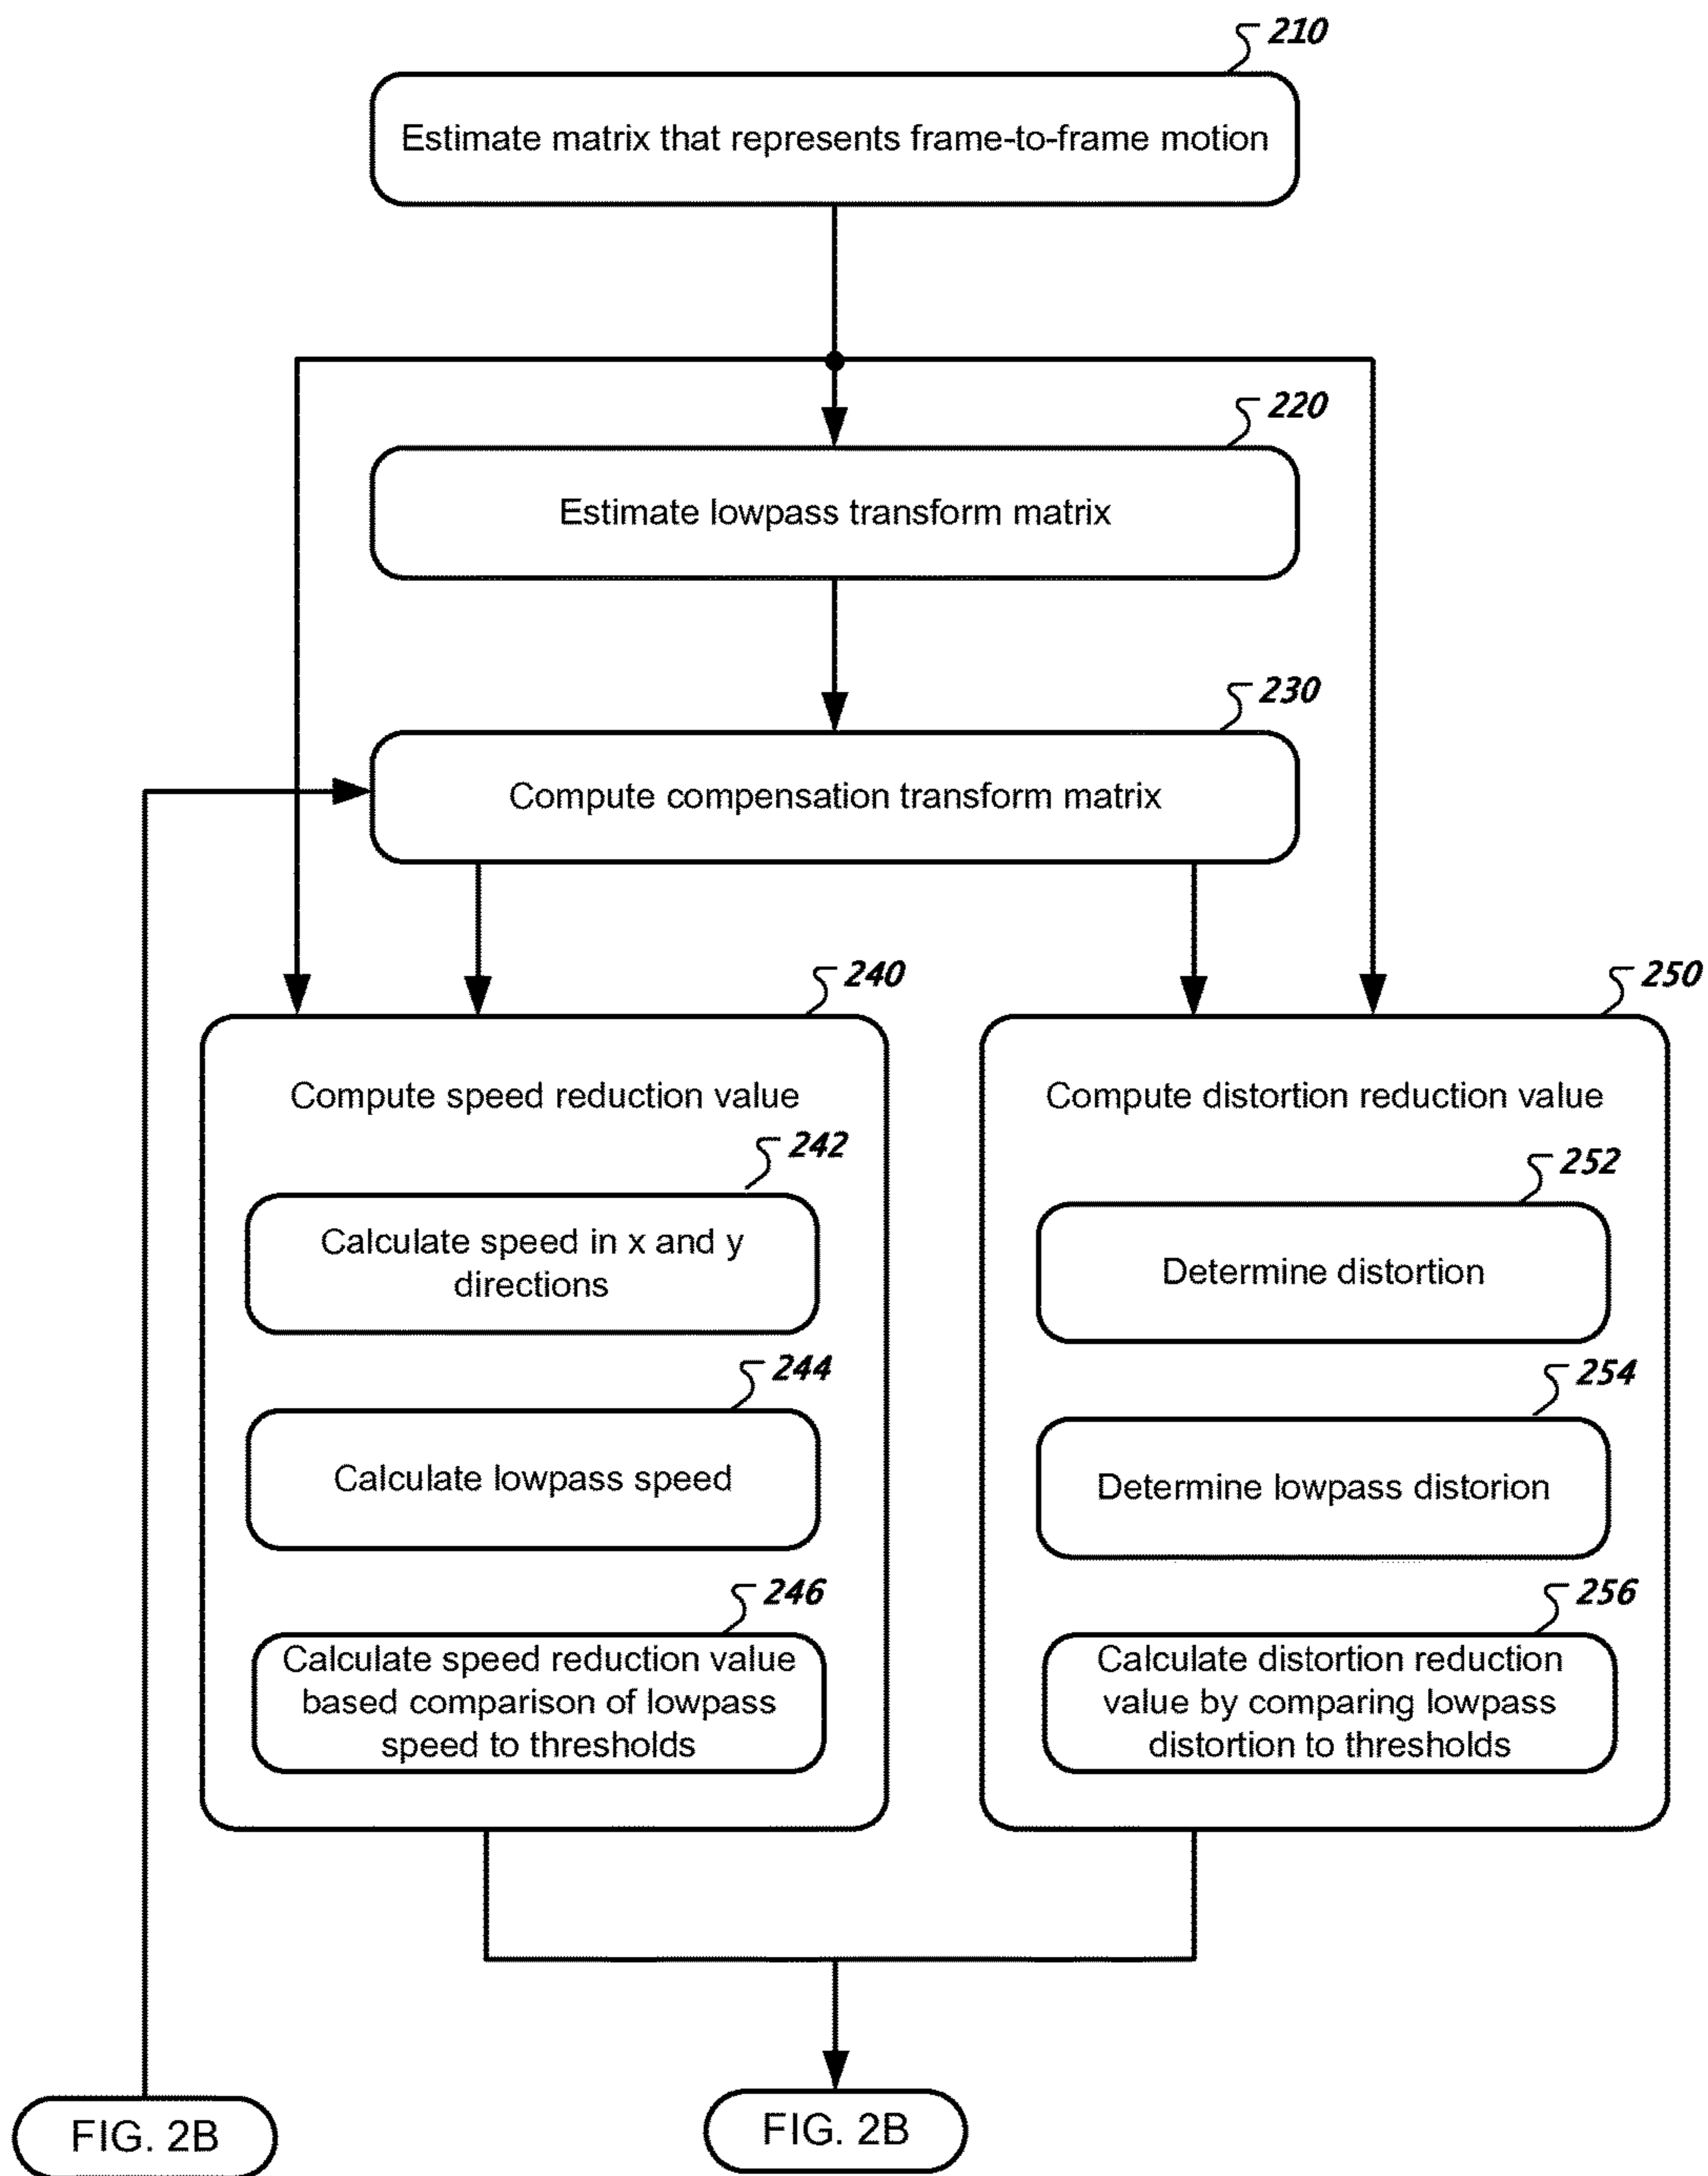 210
Estimate matrix that represents frame-to-frame motion
220
Estimate lowpass transform matrix
230
Compute compensation transform matrix
240
Compute speed reduction value
242
Calculate speed in x and y
directions
244
Calculate lowpass speed
246
Calculate speed reduction value
based comparison of lowpass
speed to thresholds
250
Compute distortion reduction value
252
Determine distortion
254
Determine lowpass distorion
256
Calculate distortion reduction
value by comparing lowpass
distortion to thresholds
FIG. 2B
FIG. 2B